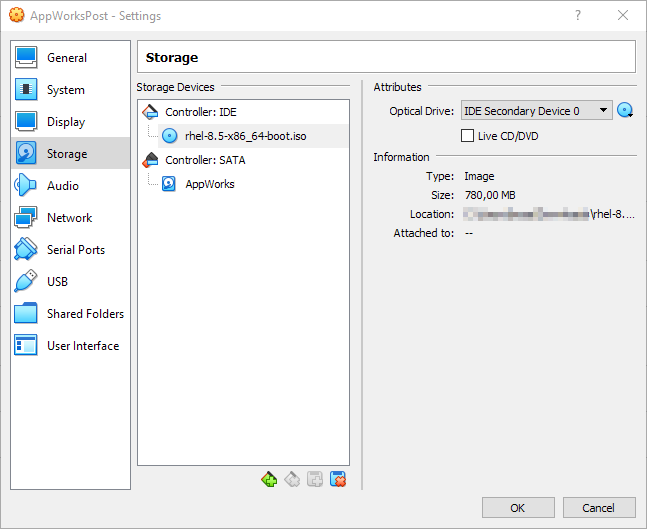 AppWorksPost - Settings
?
General
System
Display
Storage
Audio
Network
Serial Ports
USB
Shared Folders
User Interface
Storage
Storage Devices
Controller: IDE
rhel-8.5-x86_64-boot.iso
Controller: SATA
AppWorks
Attributes
Optical Drive: IDE Secondary Device 0
Live CD/DVD
Information
Type: Image
Size: 780,00 MB
Location: \rhel-8....
Attached to: --
OK
Cancel